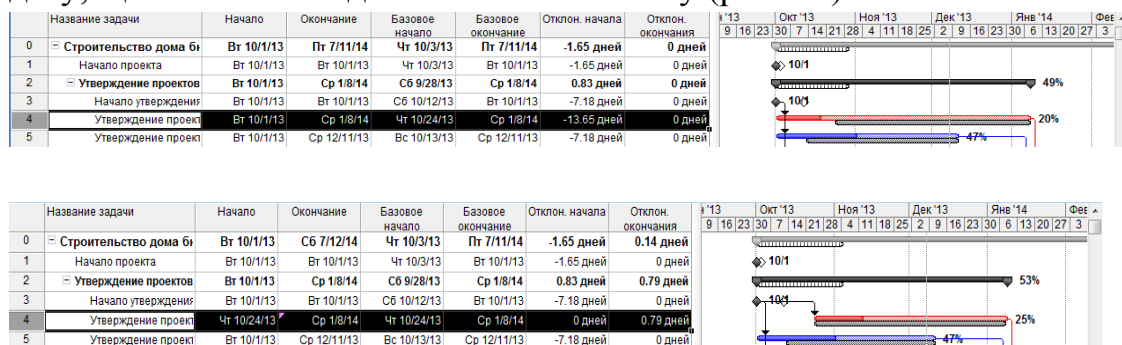 Название задачи Начало Окончание Базовое начало Базовое окончание Отклон. начала Отклон. окончания '13 Окт '13 Ноя '13 Дек '13 Янв '14 Фев
9 16 23 30 7 14 21 28 4 11 18 25 2 9 16 23 30 6 13 20 27 3
0 Строительство дома бн Вт 10/1/13 Пт 7/11/14 Чт 10/3/13 Пт 7/11/14 -1.65 дней 0 дней
1 Начало проекта Вт 10/1/13 Вт 10/1/13 Чт 10/3/13 Вт 10/1/13 -1.65 дней 0 дней 10/1
2 Утверждение проектов Вт 10/1/13 Ср 1/8/14 Сб 9/28/13 Ср 1/8/14 0.83 дней 0 дней 49%
3 Начало утверждения Вт 10/1/13 Вт 10/1/13 Сб 10/12/13 Вт 10/1/13 -7.18 дней 0 дней 10/1
4 Утверждение проект Вт 10/1/13 Ср 1/8/14 Чт 10/24/13 Ср 1/8/14 -13.65 дней 0 дней 20%
5 Утверждение проект Вт 10/1/13 Ср 12/11/13 Вс 10/13/13 Ср 12/11/13 -7.18 дней 0 дней 47%
Название задачи Начало Окончание Базовое начало Базовое окончание Отклон. начала Отклон. окончания '13 Окт '13 Ноя '13 Дек '13 Янв '14 Фев
9 16 23 30 7 14 21 28 4 11 18 25 2 9 16 23 30 6 13 20 27 3
0 Строительство дома бн Вт 10/1/13 Сб 7/12/14 Чт 10/3/13 Пт 7/11/14 -1.65 дней 0.14 дней
1 Начало проекта Вт 10/1/13 Вт 10/1/13 Чт 10/3/13 Вт 10/1/13 -1.65 дней 0 дней 10/1
2 Утверждение проектов Вт 10/1/13 Ср 1/8/14 Сб 9/28/13 Ср 1/8/14 0.83 дней 0.79 дней 53%
3 Начало утверждения Вт 10/1/13 Вт 10/1/13 Сб 10/12/13 Вт 10/1/13 -7.18 дней 0 дней 10/1
4 Утверждение проект Чт 10/24/13 Ср 1/8/14 Чт 10/24/13 Ср 1/8/14 0 дней 0.79 дней 25%
5 Утверждение проект Вт 10/1/13 Ср 12/11/13 Вс 10/13/13 Ср 12/11/13 -7.18 дней 0 дней 47%